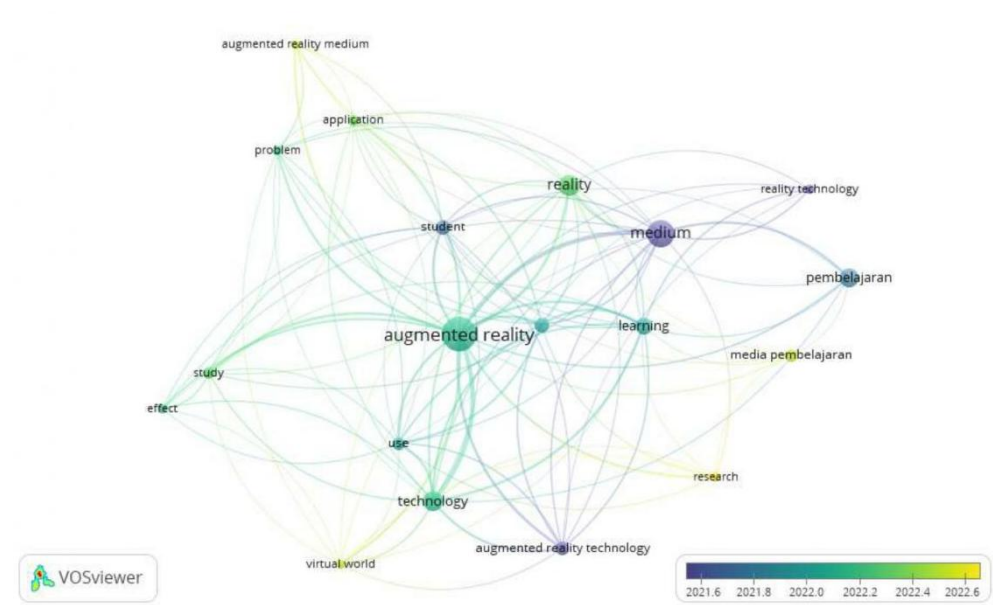 augmented reality medium
application
problem
reality
reality technology
student
medium
pembelajaran
augmented reality
learning
media pembelajaran
study
effect
use
research
technology
augmented reality technology
virtual world
VOSviewer
2021.6 2021.8 2022.0 2022.2 2022.4 2022.6